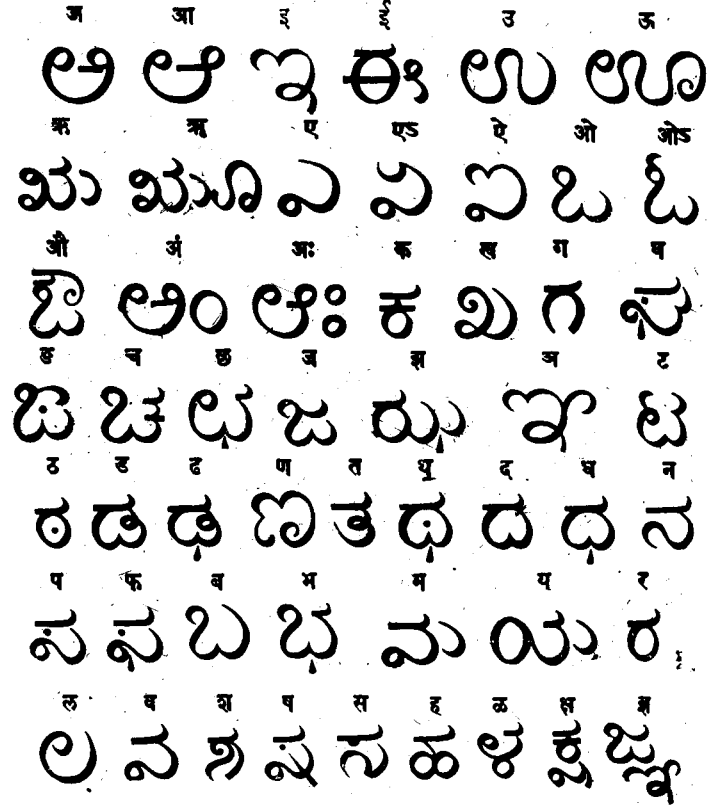 अ आ इ ई उ ऊ
ಅ ಆ ಇ ಈ ಉ ಊ
ऋ ॠ ए एऽ ऐ ओ ओऽ
ಋ ೠ ಎ ಏ ಐ ಒ ಓ
औ अं अः क ख ग घ
ಔ ಅಂ ಅಃ ಕ ಖ ಗ ಘ
ङ च छ ज झ ञ ट
ಙ ಚ ಛ ಜ ಝ ಞ ಟ
ठ ड ढ ण त थ द ध न
ಠ ಡ ಢ ಣ ತ ಥ ದ ಧ ನ
प फ ब भ म य र
ಪ ಫ ಬ ಭ ಮ ಯ ರ
ल व श ष स ह ळ क्ष ज्ञ
ಲ ವ ಶ ಷ ಸ ಹ ಳ ಕ್ಷ ಜ್ಞ